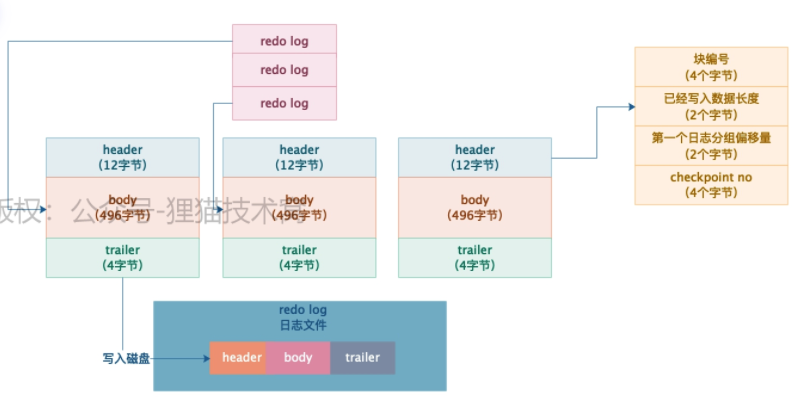 redo log
redo log
redo log
块编号
(4个字节)
已经写入数据长度
(2个字节)
第一个日志分组偏移量
(2个字节)
checkpoint no
(4个字节)
header
(12字节)
header
(12字节)
header
(12字节)
body
(496字节)
body
(496字节)
body
(496字节)
版权：公众号-狸猫技术
trailer
(4字节)
trailer
(4字节)
trailer
(4字节)
redo log
日志文件
写入磁盘
header
body
trailer